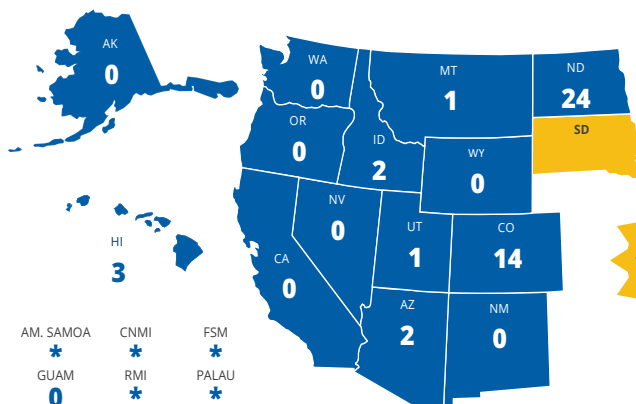 AK
0
WA
0
MT
1
ND
24
OR
0
ID
2
SD
WY
0
NV
0
UT
1
CO
14
HI
3
CA
0
AZ
2
NM
0
AM. SAMOA CNMI FSM
* * *
GUAM RMI PALAU
0 * *